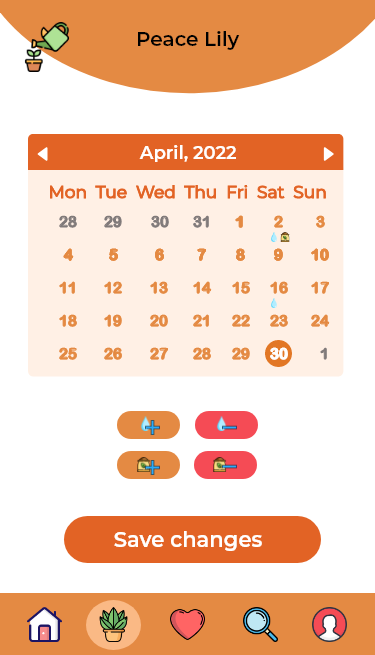 Peace Lily
April, 2022
Mon Tue Wed Thu Fri Sat Sun
28 29 30 31 1 2 3
4 5 6 7 8 9 10
11 12 13 14 15 16 17
18 19 20 21 22 23 24
25 26 27 28 29 30 1
Save changes